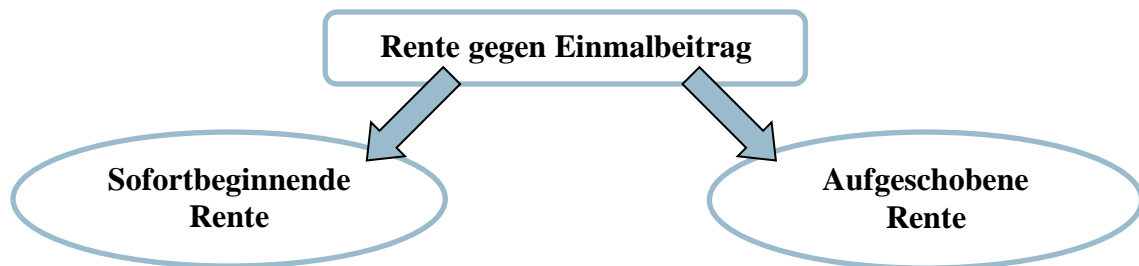 Rente gegen Einmalbeitrag
Sofortbeginnende
Rente
Aufgeschobene
Rente